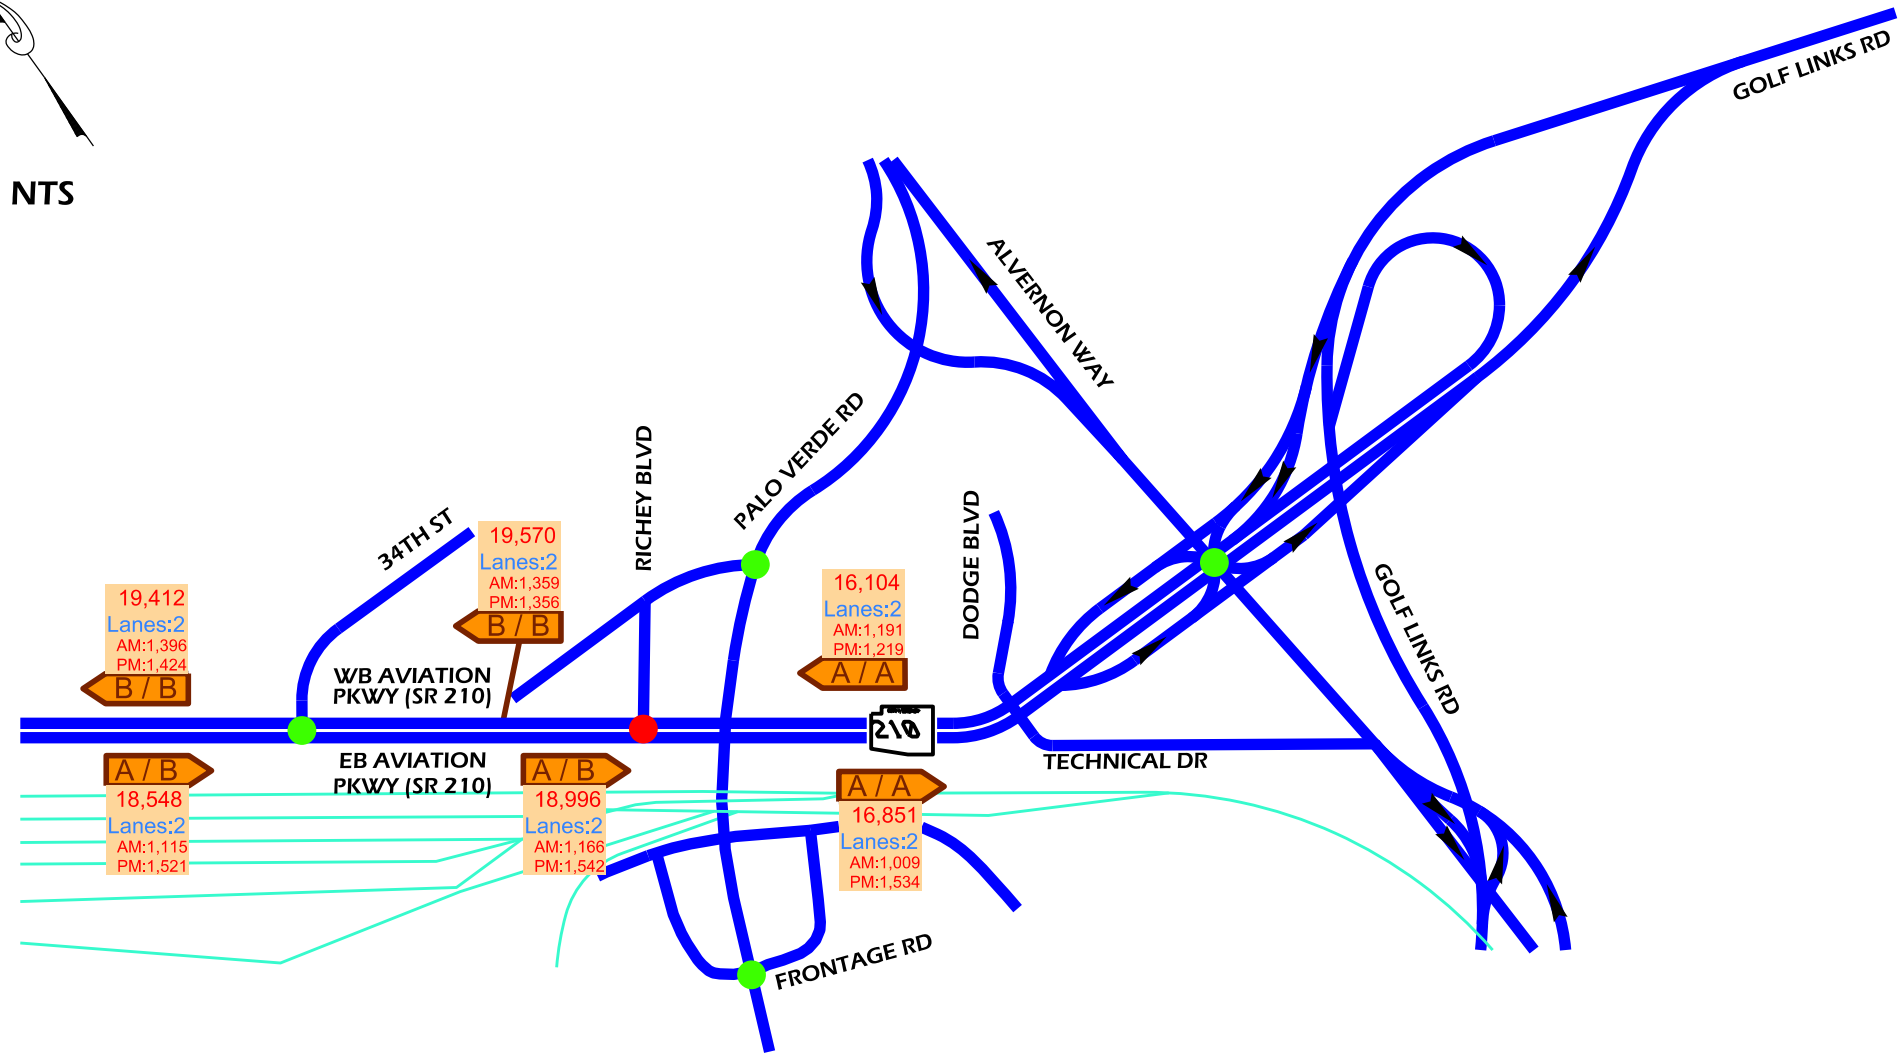 GOLF LINKS RD
NTS
ALVERNON WAY
PALO VERDE RD
RICHEY BLVD
34TH ST
DODGE BLVD
GOLF LINKS RD
19,570
Lanes:2
AM:1,359
PM:1,356
B / B
19,412
Lanes:2
AM:1,396
PM:1,424
B / B
16,104
Lanes:2
AM:1,191
PM:1,219
A / A
WB AVIATION
PKWY (SR 210)
210
EB AVIATION
PKWY (SR 210)
TECHNICAL DR
A / B
18,548
Lanes:2
AM:1,115
PM:1,521
A / B
18,996
Lanes:2
AM:1,166
PM:1,542
A / A
16,851
Lanes:2
AM:1,009
PM:1,534
FRONTAGE RD